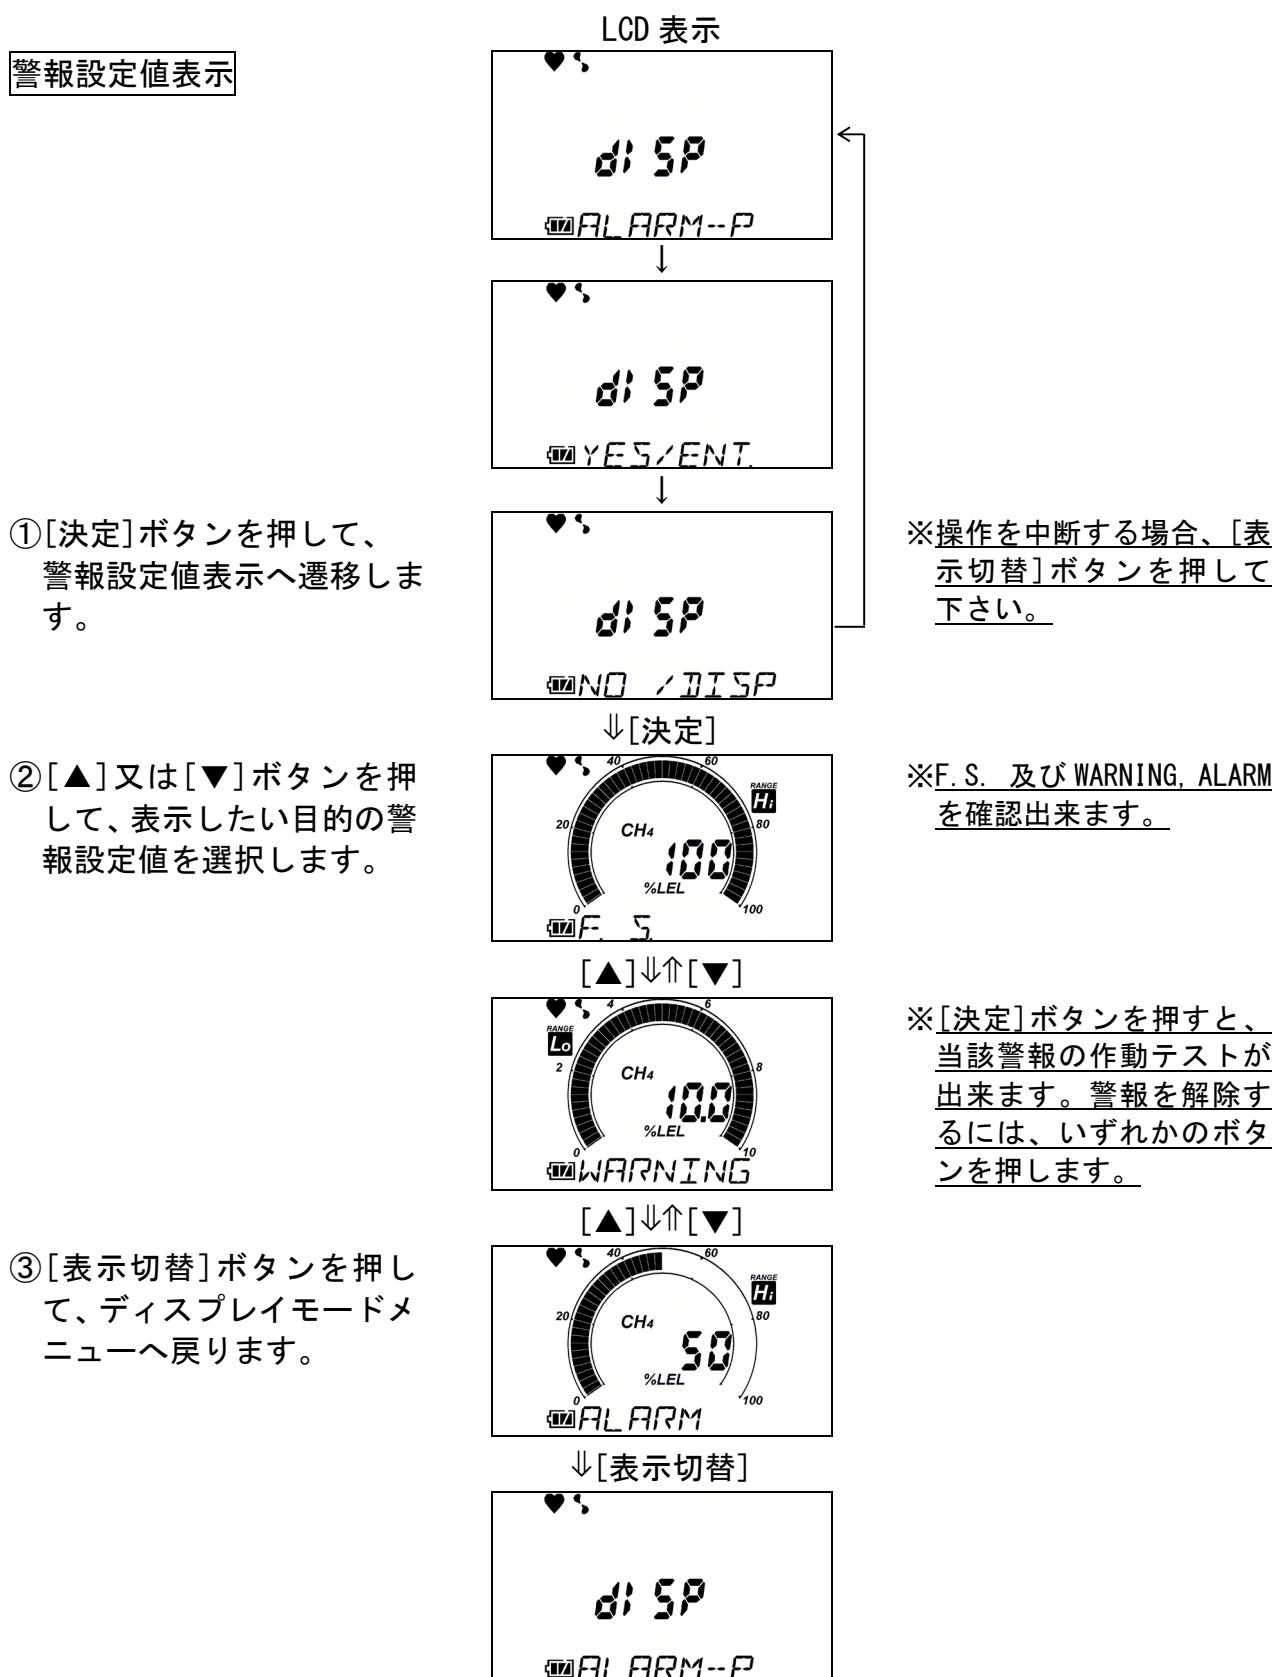 LCD 表示
警報設定値表示
di SP
ALARM--P
↓
di SP
YES/ENT.
↓
①[決定]ボタンを押して、
警報設定値表示へ遷移しま
す。
di SP
NO /DISP
※操作を中断する場合、[表
示切替]ボタンを押して
下さい。
⇓[決定]
②[▲]又は[▼]ボタンを押
して、表示したい目的の警
報設定値を選択します。
40 60
RANGE
Hi
20 80
CH4
100
%LEL
0 100
F. S.
※F.S. 及び WARNING, ALARM
を確認出来ます。
[▲]⇓⇑[▼]
4 6
RANGE
Lo
2 8
CH4
10.0
%LEL
0 10
WARNING
※[決定]ボタンを押すと、
当該警報の作動テストが
出来ます。警報を解除す
るには、いずれかのボタ
ンを押します。
[▲]⇓⇑[▼]
③[表示切替]ボタンを押し
て、ディスプレイモードメ
ニューへ戻ります。
40 60
RANGE
Hi
20 80
CH4
50
%LEL
0 100
ALARM
⇓[表示切替]
di SP
ALARM--P